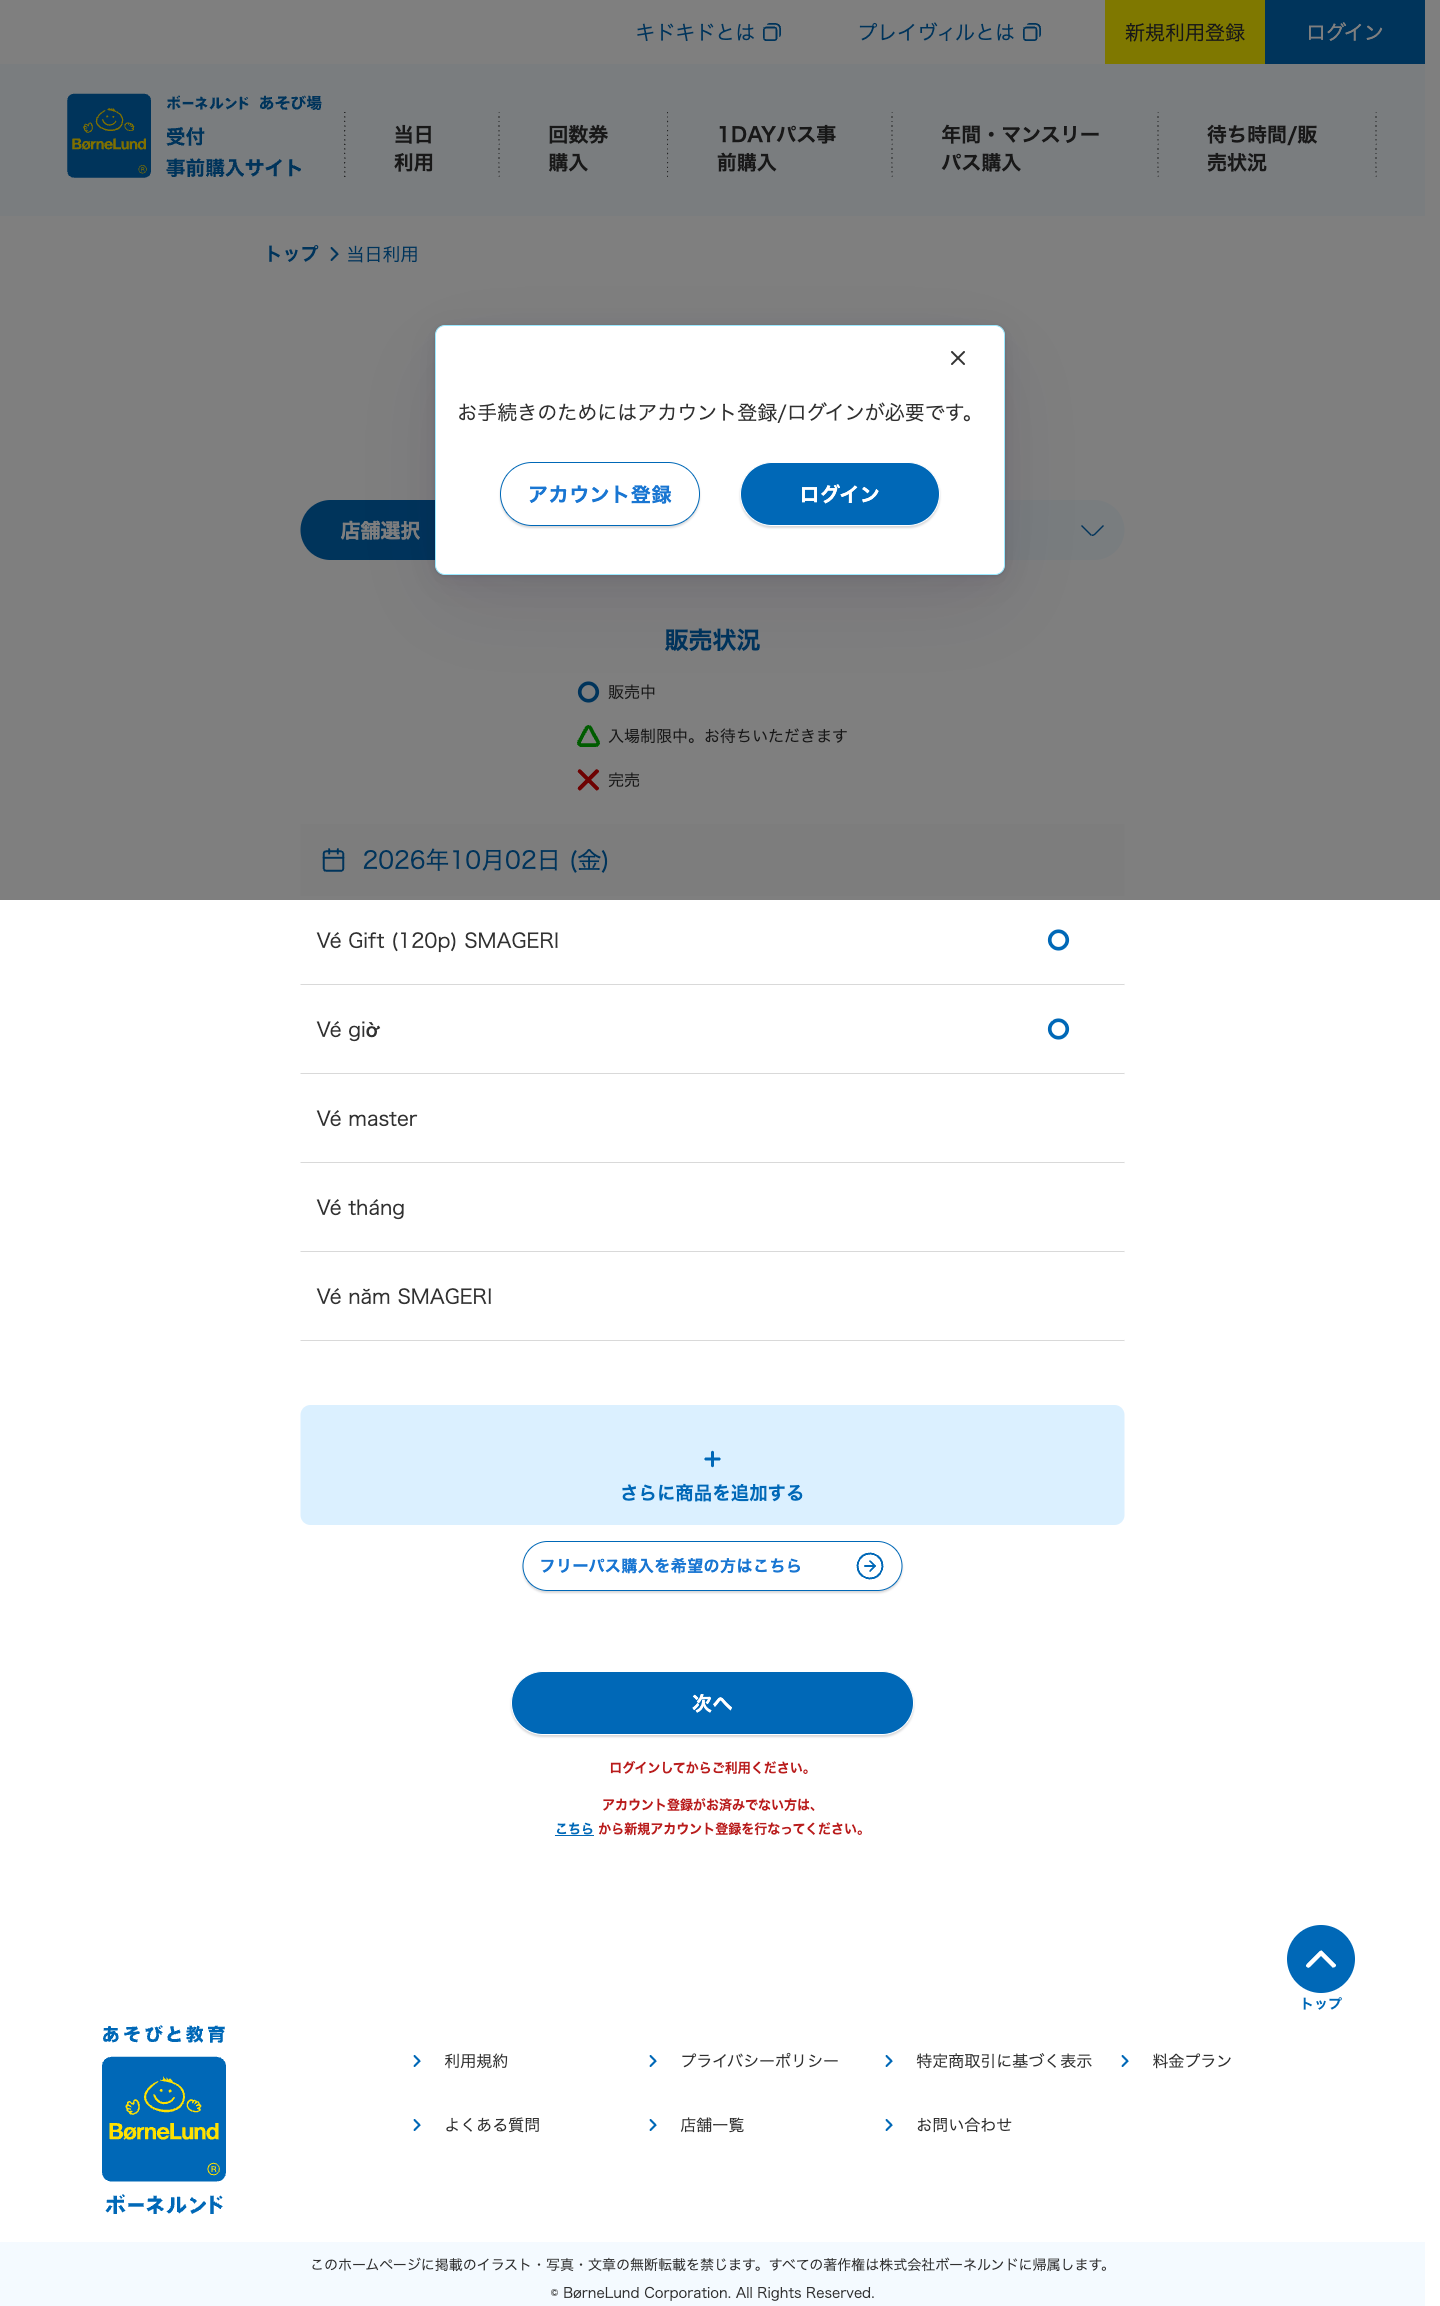 キドキドとは
プレイヴィルとは
新規利用登録
ログイン
BørneLund
ボーネルンド あそび場
受付
事前購入サイト
当日
利用
回数券
購入
1DAYパス事
前購入
年間・マンスリー
パス購入
待ち時間/販
売状況
トップ
当日利用
お手続きのためにはアカウント登録/ログインが必要です。
アカウント登録
ログイン
店舗選択
販売状況
販売中
入場制限中。お待ちいただきます
完売
2026年10月02日 (金)
Vé Gift (120p) SMAGERI
Vé giờ
Vé master
Vé tháng
Vé năm SMAGERI
さらに商品を追加する
フリーパス購入を希望の方はこちら
次へ
ログインしてからご利用ください。
アカウント登録がお済みでない方は、
こちら から新規アカウント登録を行なってください。
トップ
あそびと教育
BørneLund
®
ボーネルンド
利用規約
プライバシーポリシー
特定商取引に基づく表示
料金プラン
よくある質問
店舗一覧
お問い合わせ
このホームページに掲載のイラスト・写真・文章の無断転載を禁じます。すべての著作権は株式会社ボーネルンドに帰属します。
© BørneLund Corporation. All Rights Reserved.